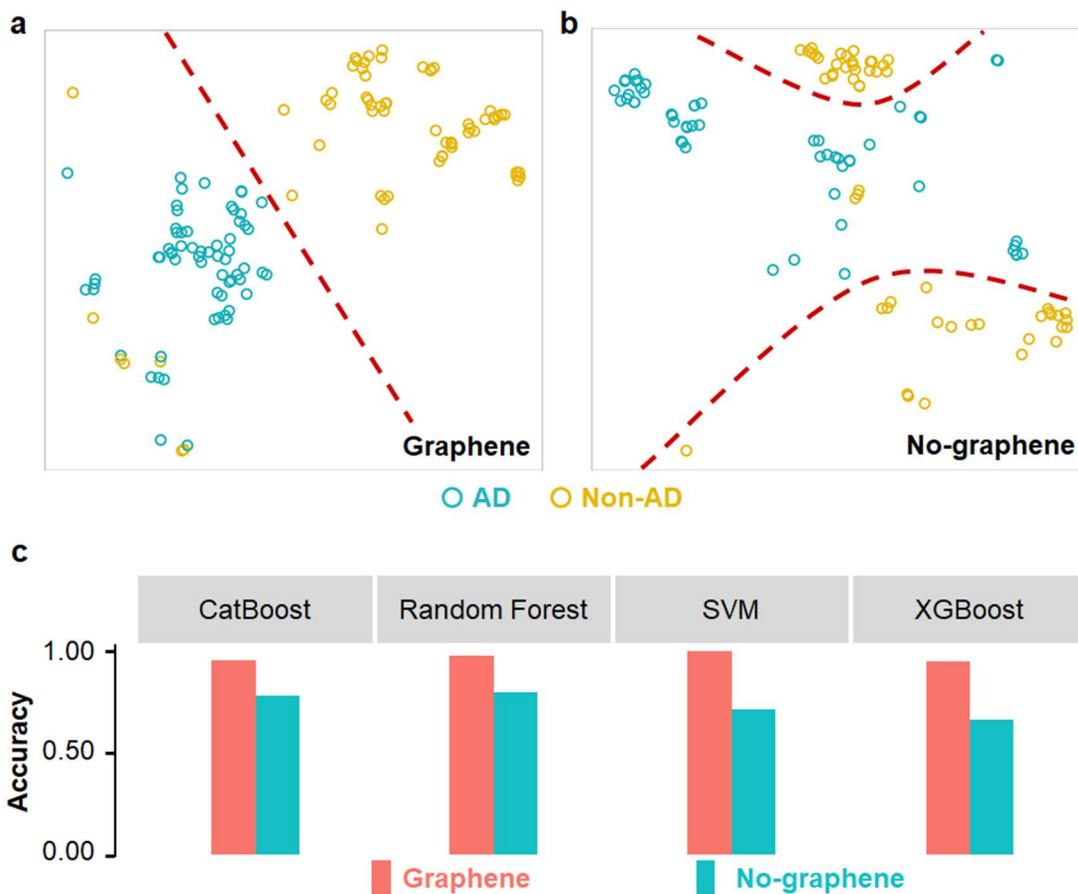 a
b
Graphene
No-graphene
AD
Non-AD
c
CatBoost
Random Forest
SVM
XGBoost
1.00
0.50
0.00
Accuracy
Graphene
No-graphene